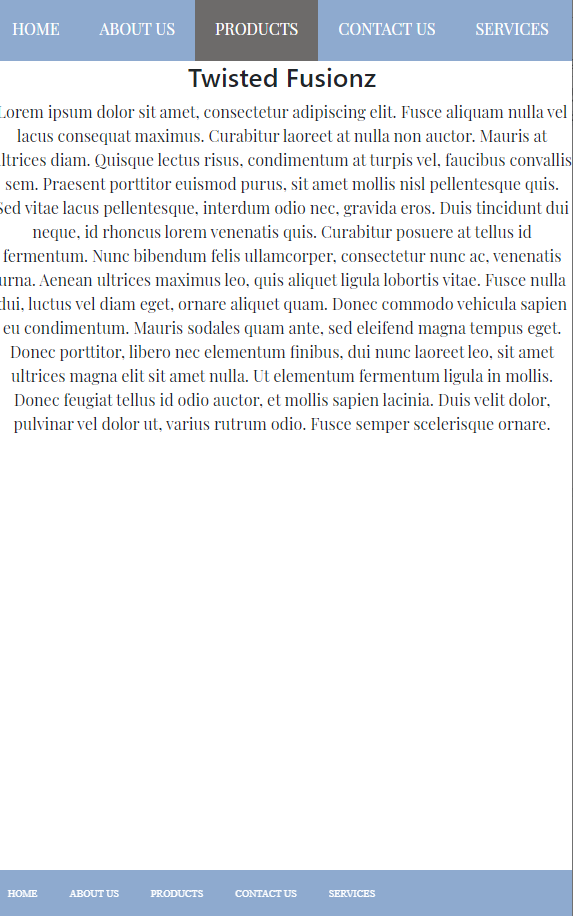 HOME ABOUT US PRODUCTS CONTACT US SERVICES
Twisted Fusionz
Lorem ipsum dolor sit amet, consectetur adipiscing elit. Fusce aliquam nulla vel
lacus consequat maximus. Curabitur laoreet at nulla non auctor. Mauris at
ultrices diam. Quisque lectus risus, condimentum at turpis vel, faucibus convallis
sem. Praesent porttitor euismod purus, sit amet mollis nisl pellentesque quis.
Sed vitae lacus pellentesque, interdum odio nec, gravida eros. Duis tincidunt dui
neque, id rhoncus lorem venenatis quis. Curabitur posuere at tellus id
fermentum. Nunc bibendum felis ullamcorper, consectetur nunc ac, venenatis
urna. Aenean ultrices maximus leo, quis aliquet ligula lobortis vitae. Fusce nulla
dui, luctus vel diam eget, ornare aliquet quam. Donec commodo vehicula sapien
eu condimentum. Mauris sodales quam ante, sed eleifend magna tempus eget.
Donec porttitor, libero nec elementum finibus, dui nunc laoreet leo, sit amet
ultrices magna elit sit amet nulla. Ut elementum fermentum ligula in mollis.
Donec feugiat tellus id odio auctor, et mollis sapien lacinia. Duis velit dolor,
pulvinar vel dolor ut, varius rutrum odio. Fusce semper scelerisque ornare.
HOME ABOUT US PRODUCTS CONTACT US SERVICES